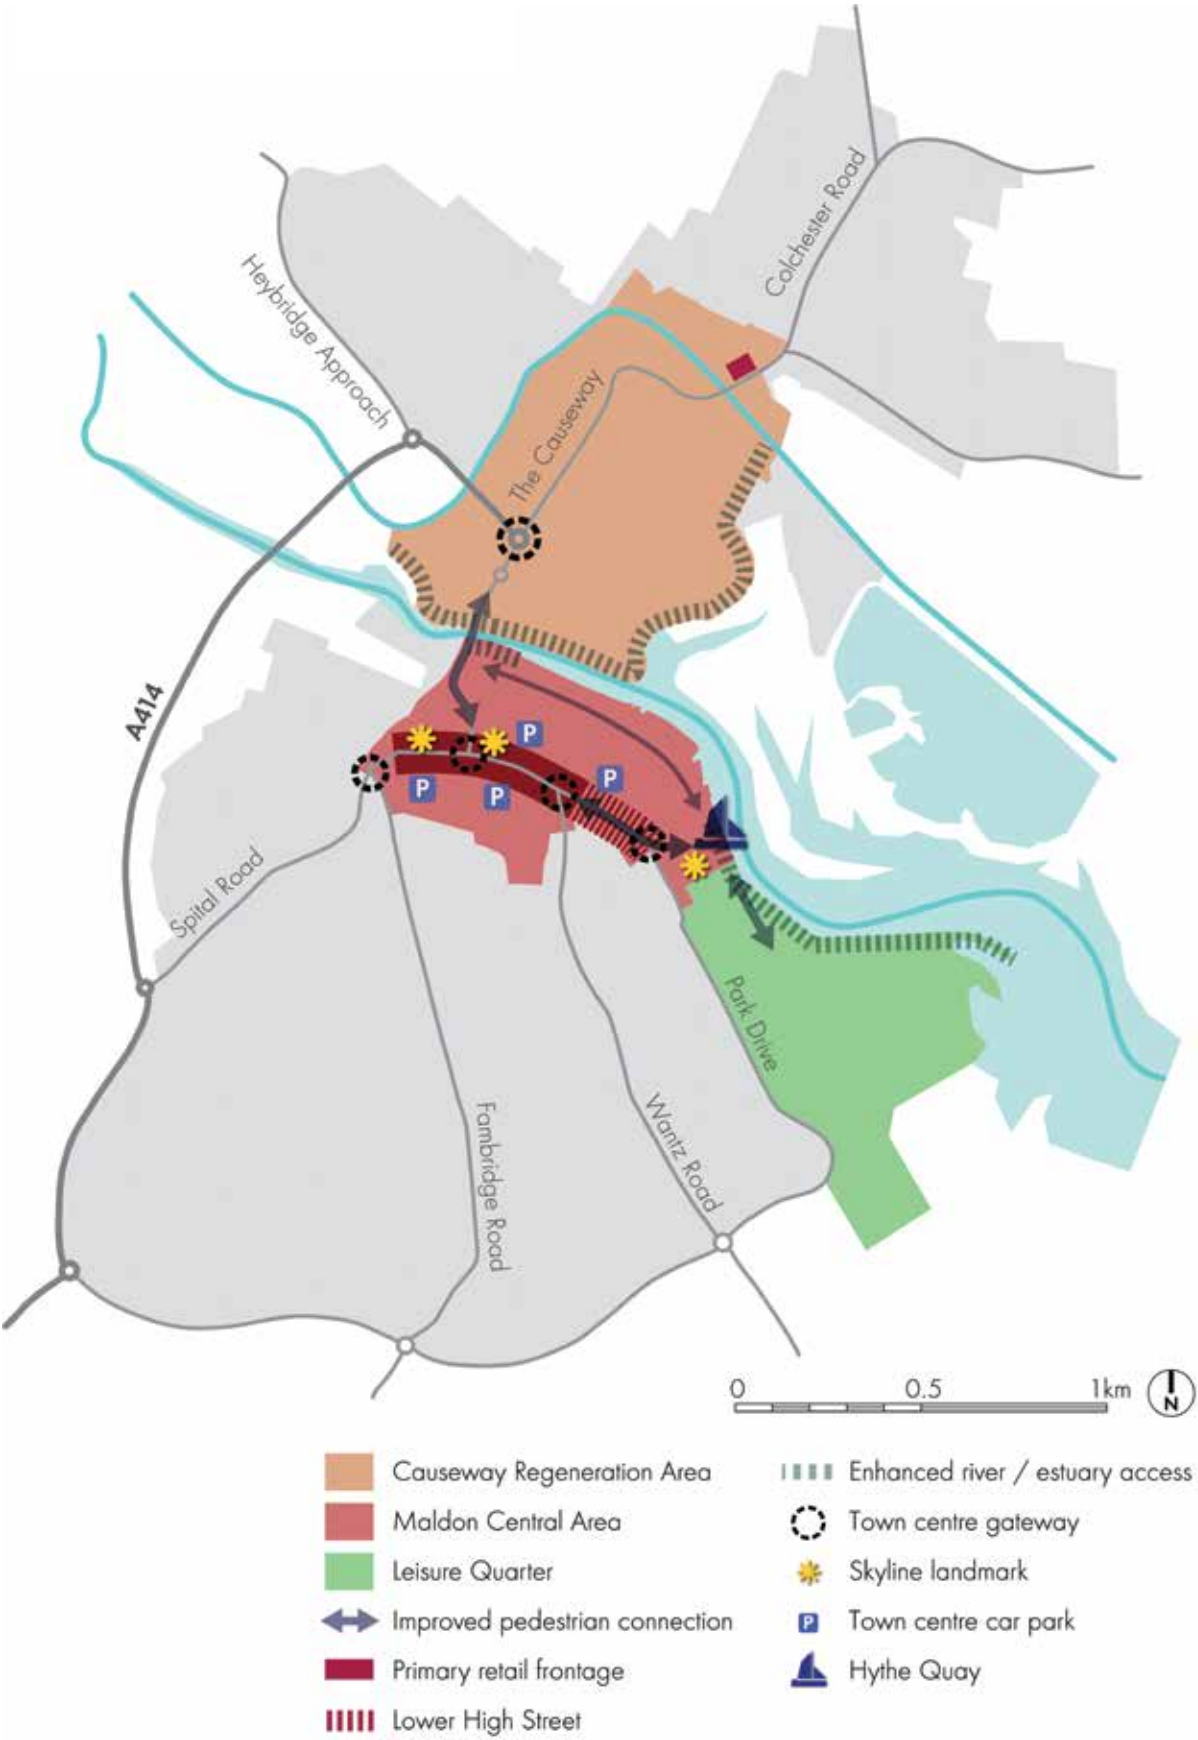 Colchester Road
Heybridge Approach
The Causeway
A414
P
P
P
P
Spital Road
Park Drive
Fambridge Road
Wantz Road
0 0.5 1km
N
Causeway Regeneration Area
Maldon Central Area
Leisure Quarter
Improved pedestrian connection
Primary retail frontage
Lower High Street
Enhanced river / estuary access
Town centre gateway
Skyline landmark
P Town centre car park
Hythe Quay